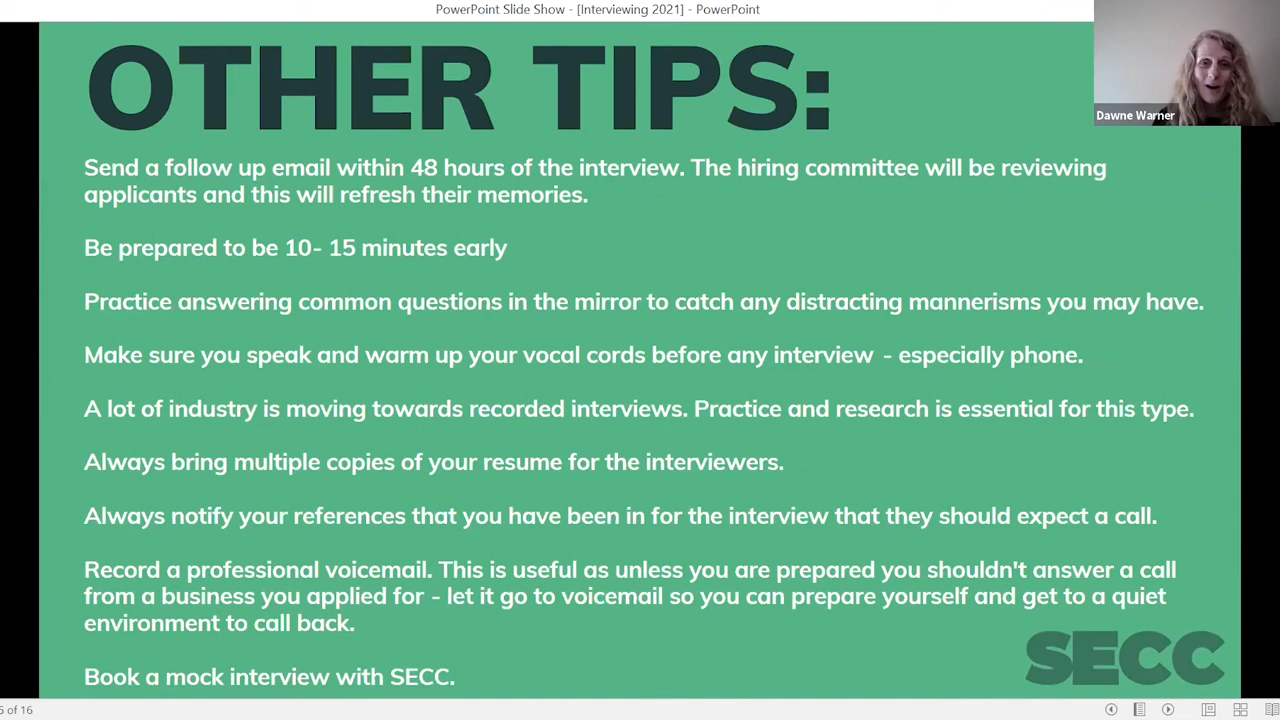 PowerPoint Slide Show - [Interviewing 2021] - PowerPoint
Dawne Warner
OTHER TIPS:
Send a follow up email within 48 hours of the interview. The hiring committee will be reviewing
applicants and this will refresh their memories.
Be prepared to be 10- 15 minutes early
Practice answering common questions in the mirror to catch any distracting mannerisms you may have.
Make sure you speak and warm up your vocal cords before any interview - especially phone.
A lot of industry is moving towards recorded interviews. Practice and research is essential for this type.
Always bring multiple copies of your resume for the interviewers.
Always notify your references that you have been in for the interview that they should expect a call.
Record a professional voicemail. This is useful as unless you are prepared you shouldn't answer a call
from a business you applied for - let it go to voicemail so you can prepare yourself and get to a quiet
environment to call back.
Book a mock interview with SECC.
SECC
of 16